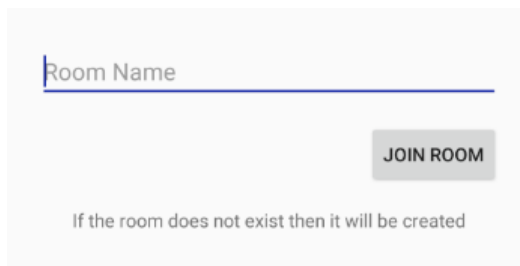 Room Name
JOIN ROOM
If the room does not exist then it will be created